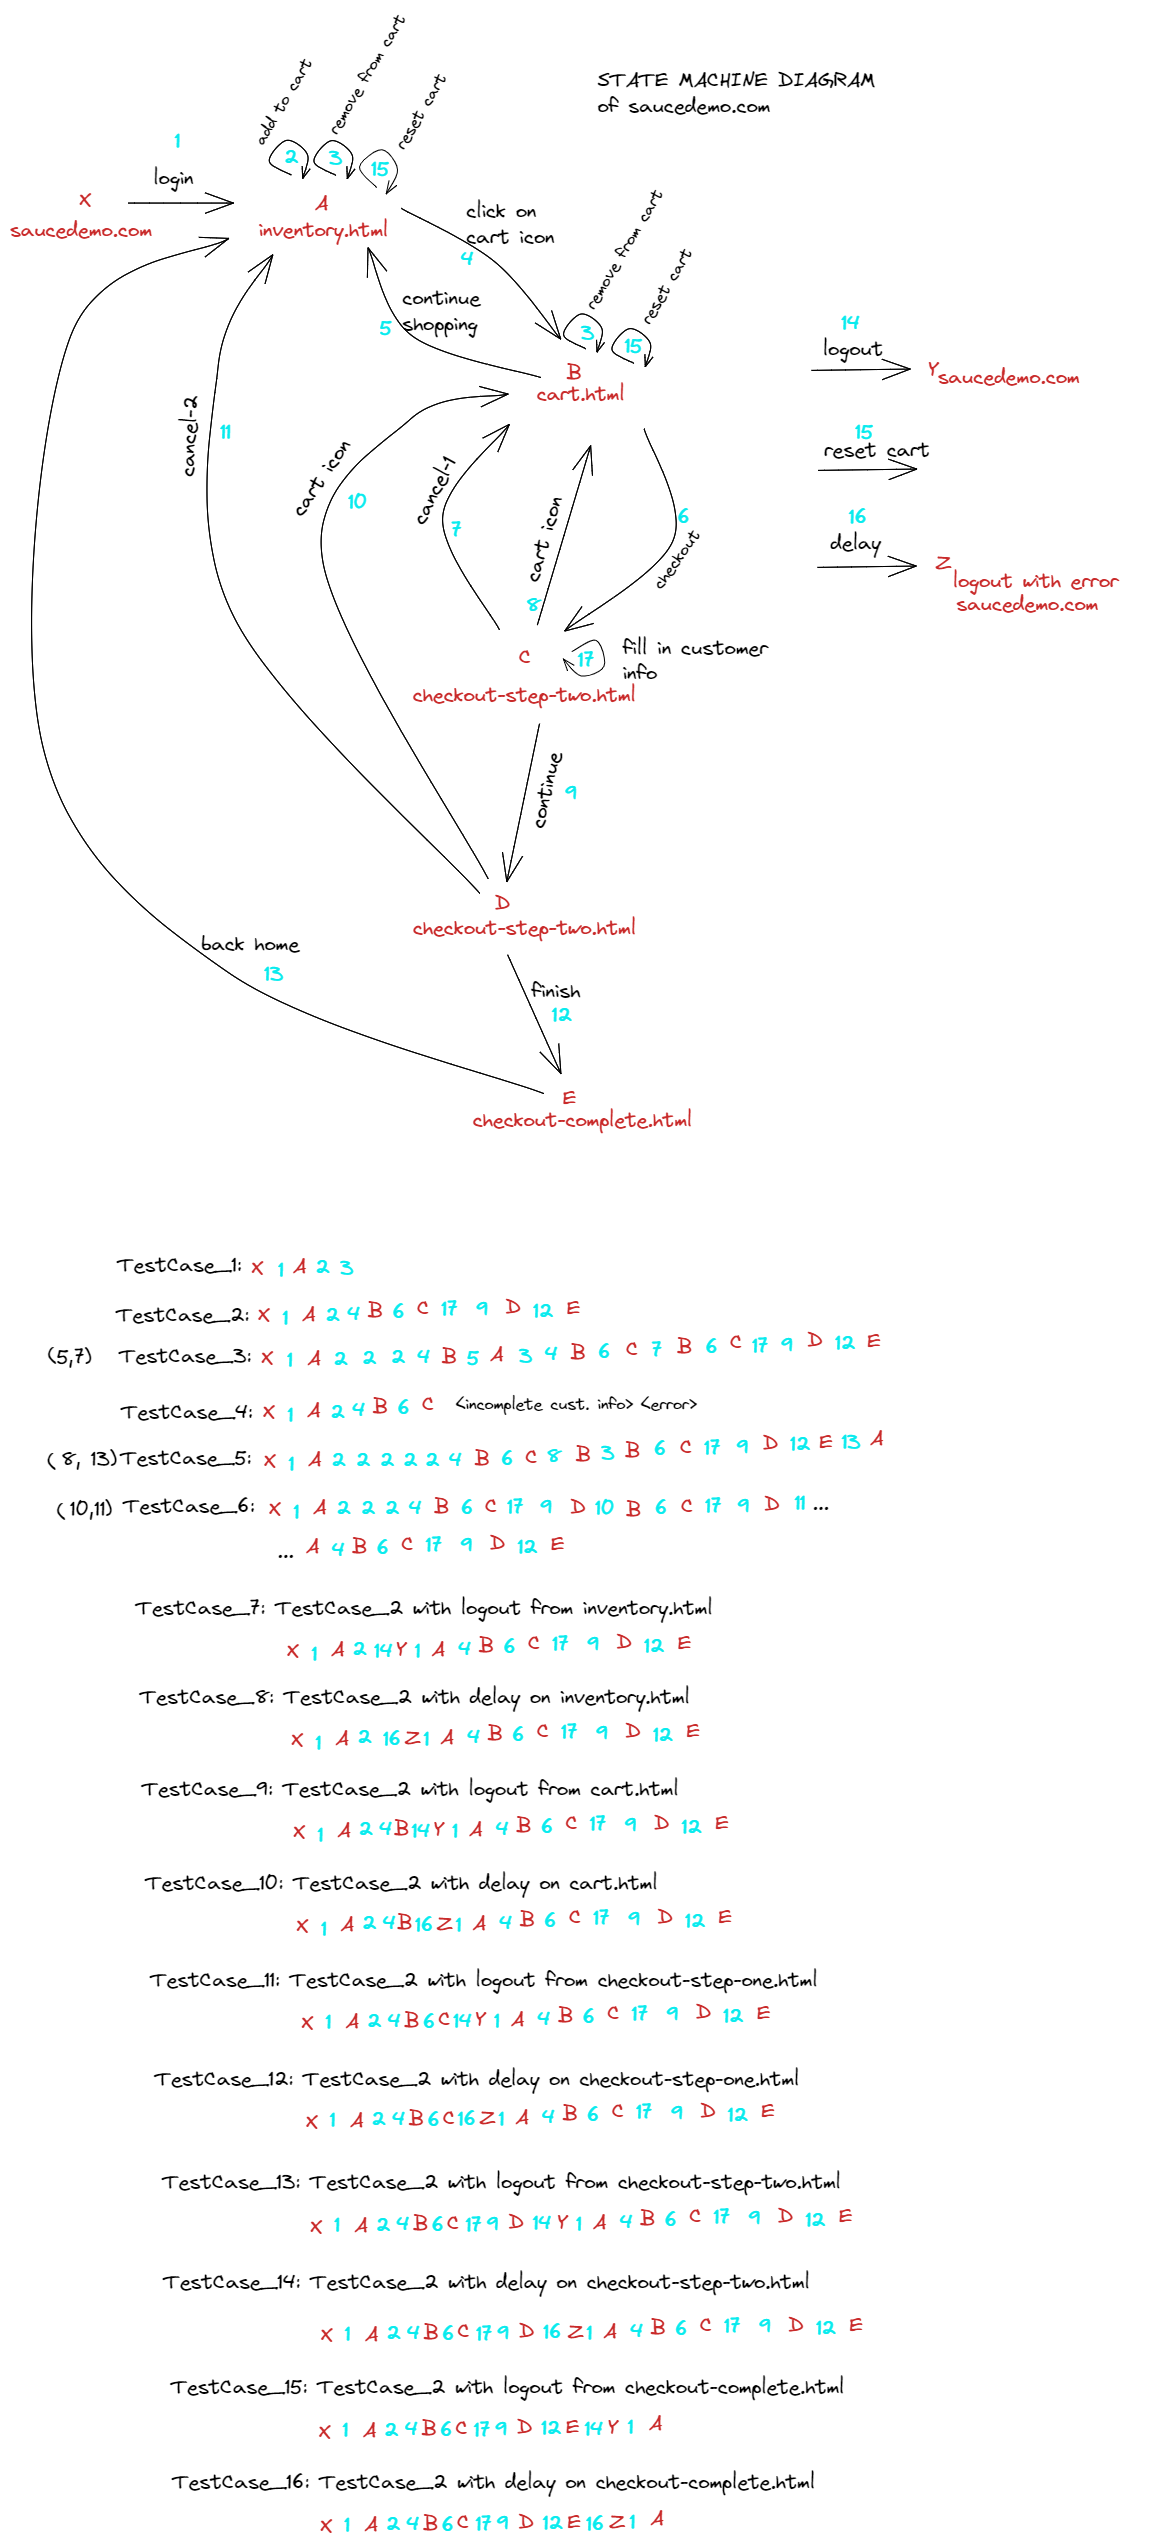 STATE MACHINE DIAGRAM
of saucedemo.com
add to cart
remove from cart
reset cart
1
login
2
3
15
X
saucedemo.com
A
inventory.html
click on
cart icon
4
continue
shopping
5
remove from cart
reset cart
3
15
B
cart.html
14
logout
Y
saucedemo.com
15
reset cart
16
delay
Z
logout with error
saucedemo.com
cancel-2
11
cart icon
10
cancel-1
7
cart icon
8
6
checkout
C
17
fill in customer
info
checkout-step-two.html
continue
9
D
checkout-step-two.html
back home
13
finish
12
E
checkout-complete.html
TestCase_1: X 1 A 2 3
TestCase_2: X 1 A 2 4 B 6 C 17 9 D 12 E
(5,7) TestCase_3: X 1 A 2 2 2 4 B 5 A 3 4 B 6 C 7 B 6 C 17 9 D 12 E
TestCase_4: X 1 A 2 4 B 6 C <incomplete cust. info> <error>
(8, 13) TestCase_5: X 1 A 2 2 2 2 2 4 B 6 C 8 B 3 B 6 C 17 9 D 12 E 13 A
(10,11) TestCase_6: X 1 A 2 2 2 4 B 6 C 17 9 D 10 B 6 C 17 9 D 11 ...
... A 4 B 6 C 17 9 D 12 E
TestCase_7: TestCase_2 with logout from inventory.html
X 1 A 2 14 Y 1 A 4 B 6 C 17 9 D 12 E
TestCase_8: TestCase_2 with delay on inventory.html
X 1 A 2 16 Z 1 A 4 B 6 C 17 9 D 12 E
TestCase_9: TestCase_2 with logout from cart.html
X 1 A 2 4 B 14 Y 1 A 4 B 6 C 17 9 D 12 E
TestCase_10: TestCase_2 with delay on cart.html
X 1 A 2 4 B 16 Z 1 A 4 B 6 C 17 9 D 12 E
TestCase_11: TestCase_2 with logout from checkout-step-one.html
X 1 A 2 4 B 6 C 14 Y 1 A 4 B 6 C 17 9 D 12 E
TestCase_12: TestCase_2 with delay on checkout-step-one.html
X 1 A 2 4 B 6 C 16 Z 1 A 4 B 6 C 17 9 D 12 E
TestCase_13: TestCase_2 with logout from checkout-step-two.html
X 1 A 2 4 B 6 C 17 9 D 14 Y 1 A 4 B 6 C 17 9 D 12 E
TestCase_14: TestCase_2 with delay on checkout-step-two.html
X 1 A 2 4 B 6 C 17 9 D 16 Z 1 A 4 B 6 C 17 9 D 12 E
TestCase_15: TestCase_2 with logout from checkout-complete.html
X 1 A 2 4 B 6 C 17 9 D 12 E 14 Y 1 A
TestCase_16: TestCase_2 with delay on checkout-complete.html
X 1 A 2 4 B 6 C 17 9 D 12 E 16 Z 1 A